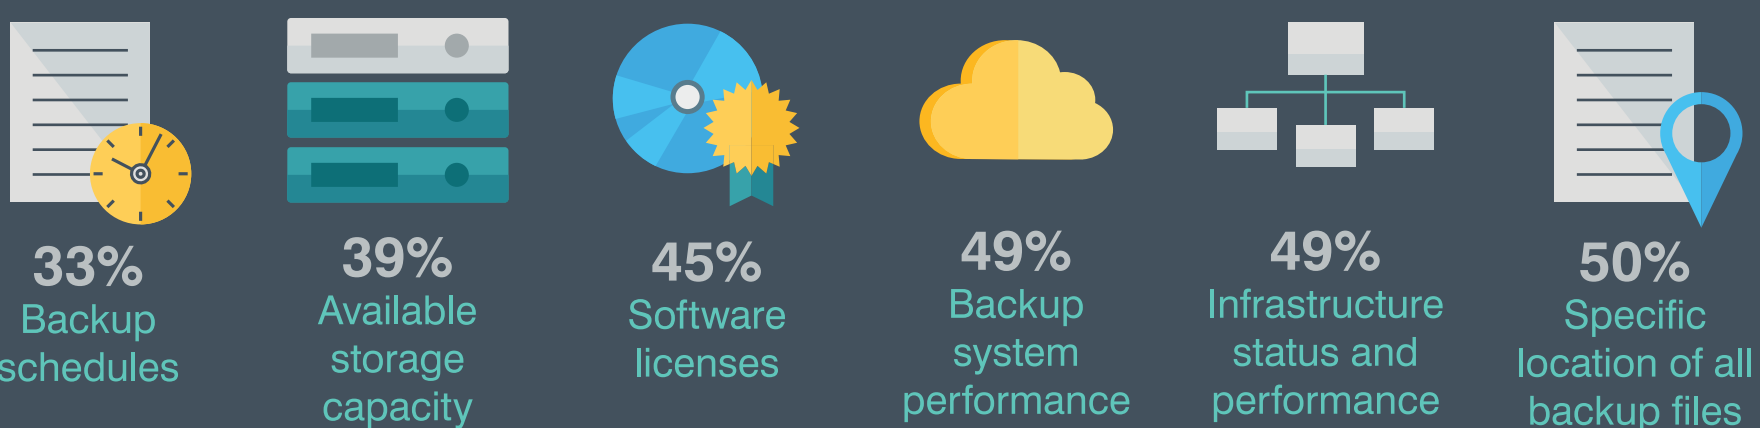 33%
Backup
schedules
39%
Available
storage
capacity
45%
Software
licenses
49%
Backup
system
performance
49%
Infrastructure
status and
performance
50%
Specific
location of all
backup files